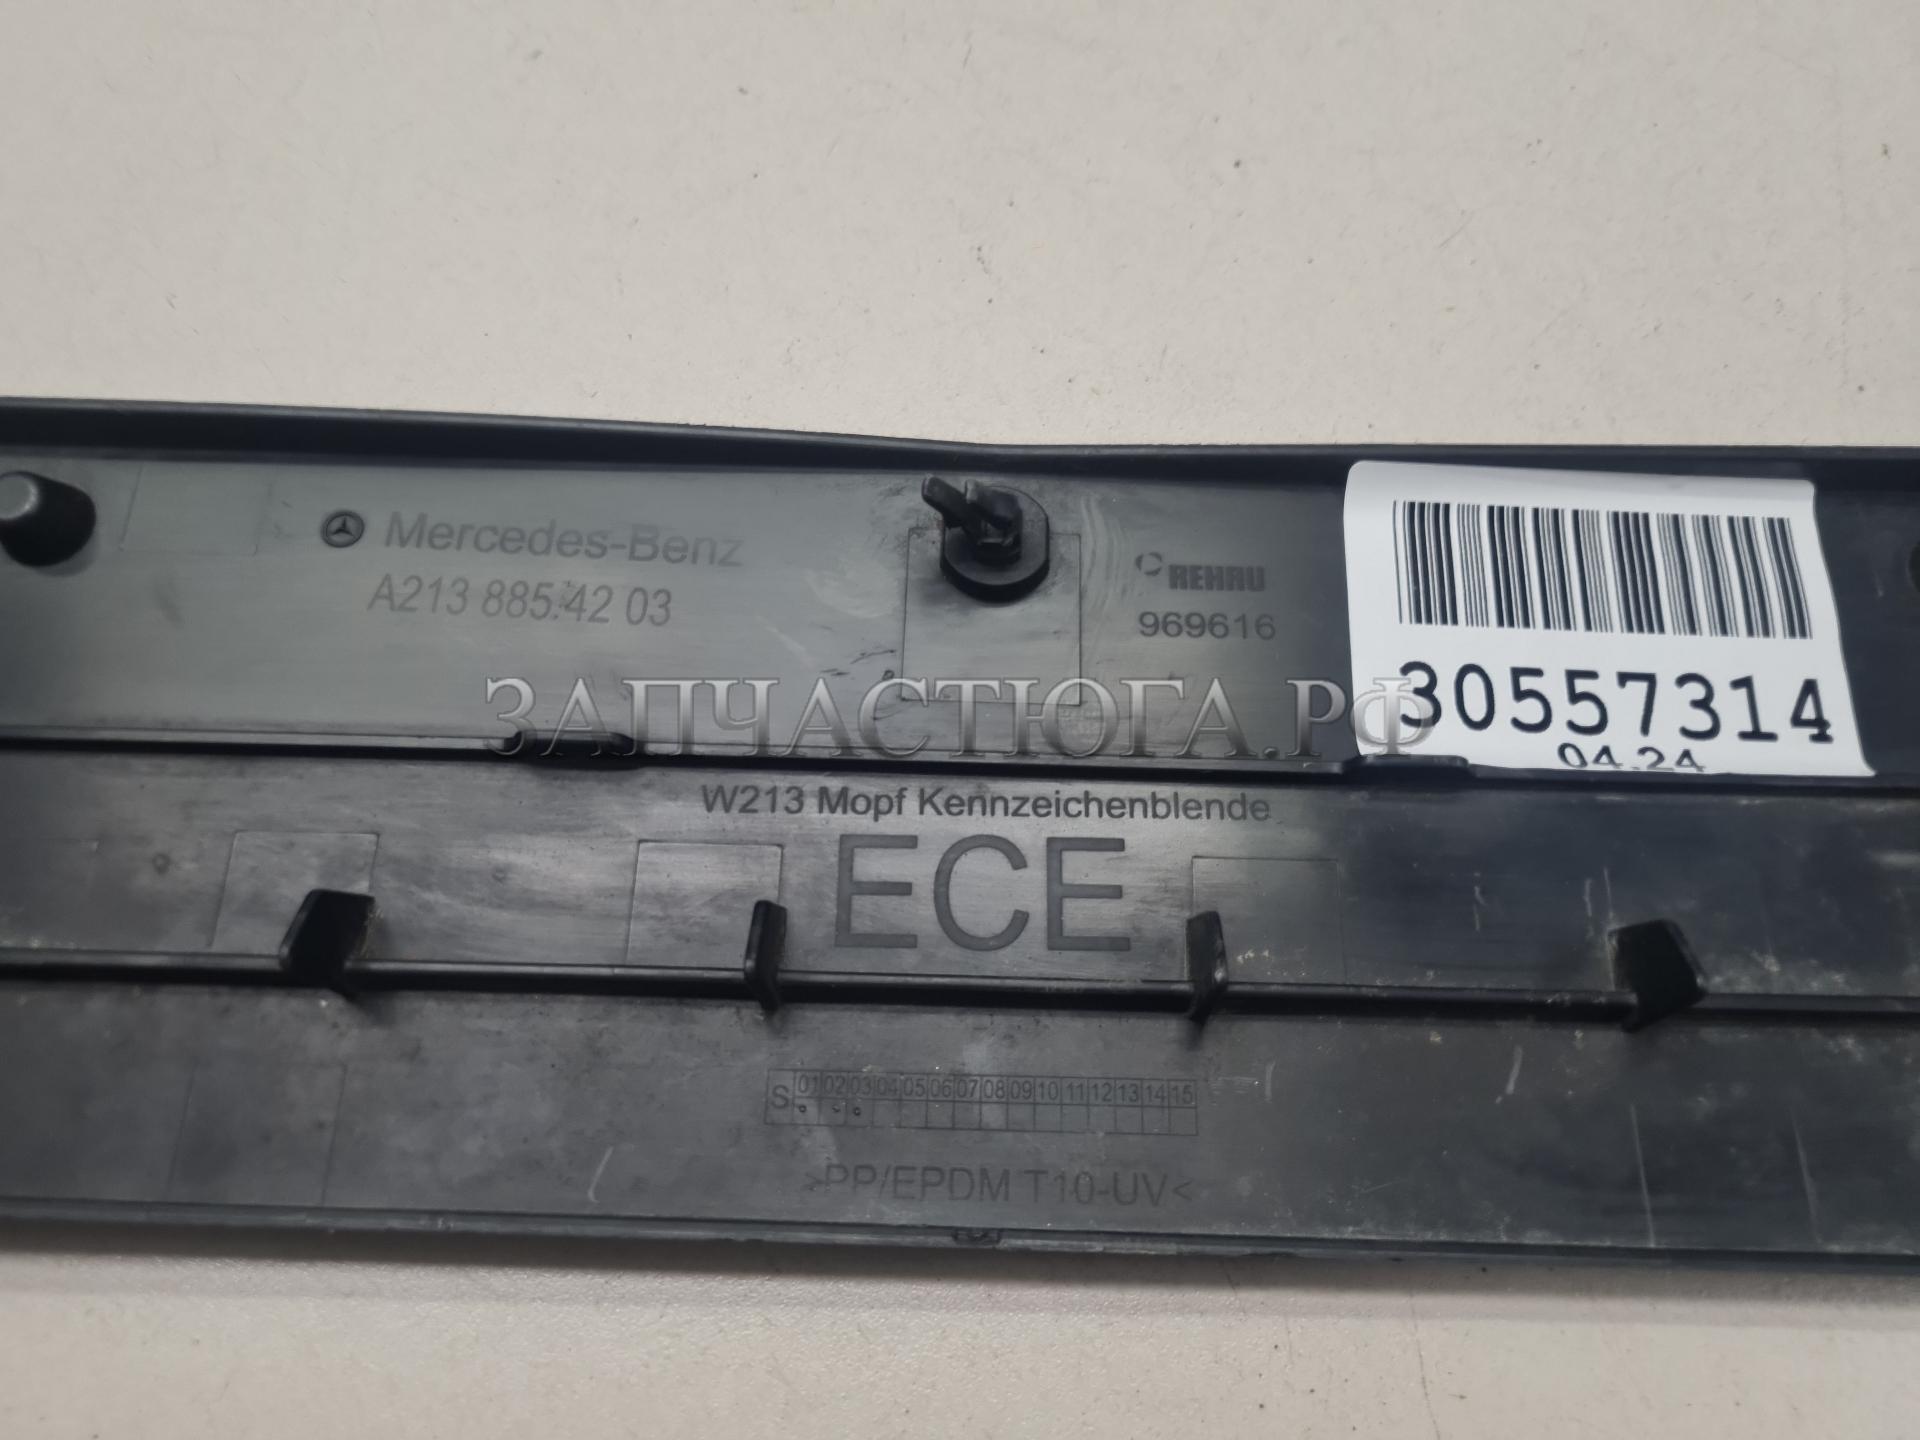 Mercedes-Benz
A213 885 42 03
REHAU
969616
30557314
04.24
ЗАПЧАСТЮГА.РФ
W213 Mopf Kennzeichenblende
ECE
S 01 02 03 04 05 06 07 08 09 10 11 12 13 14 15
>PP/EPDM T10-UV<